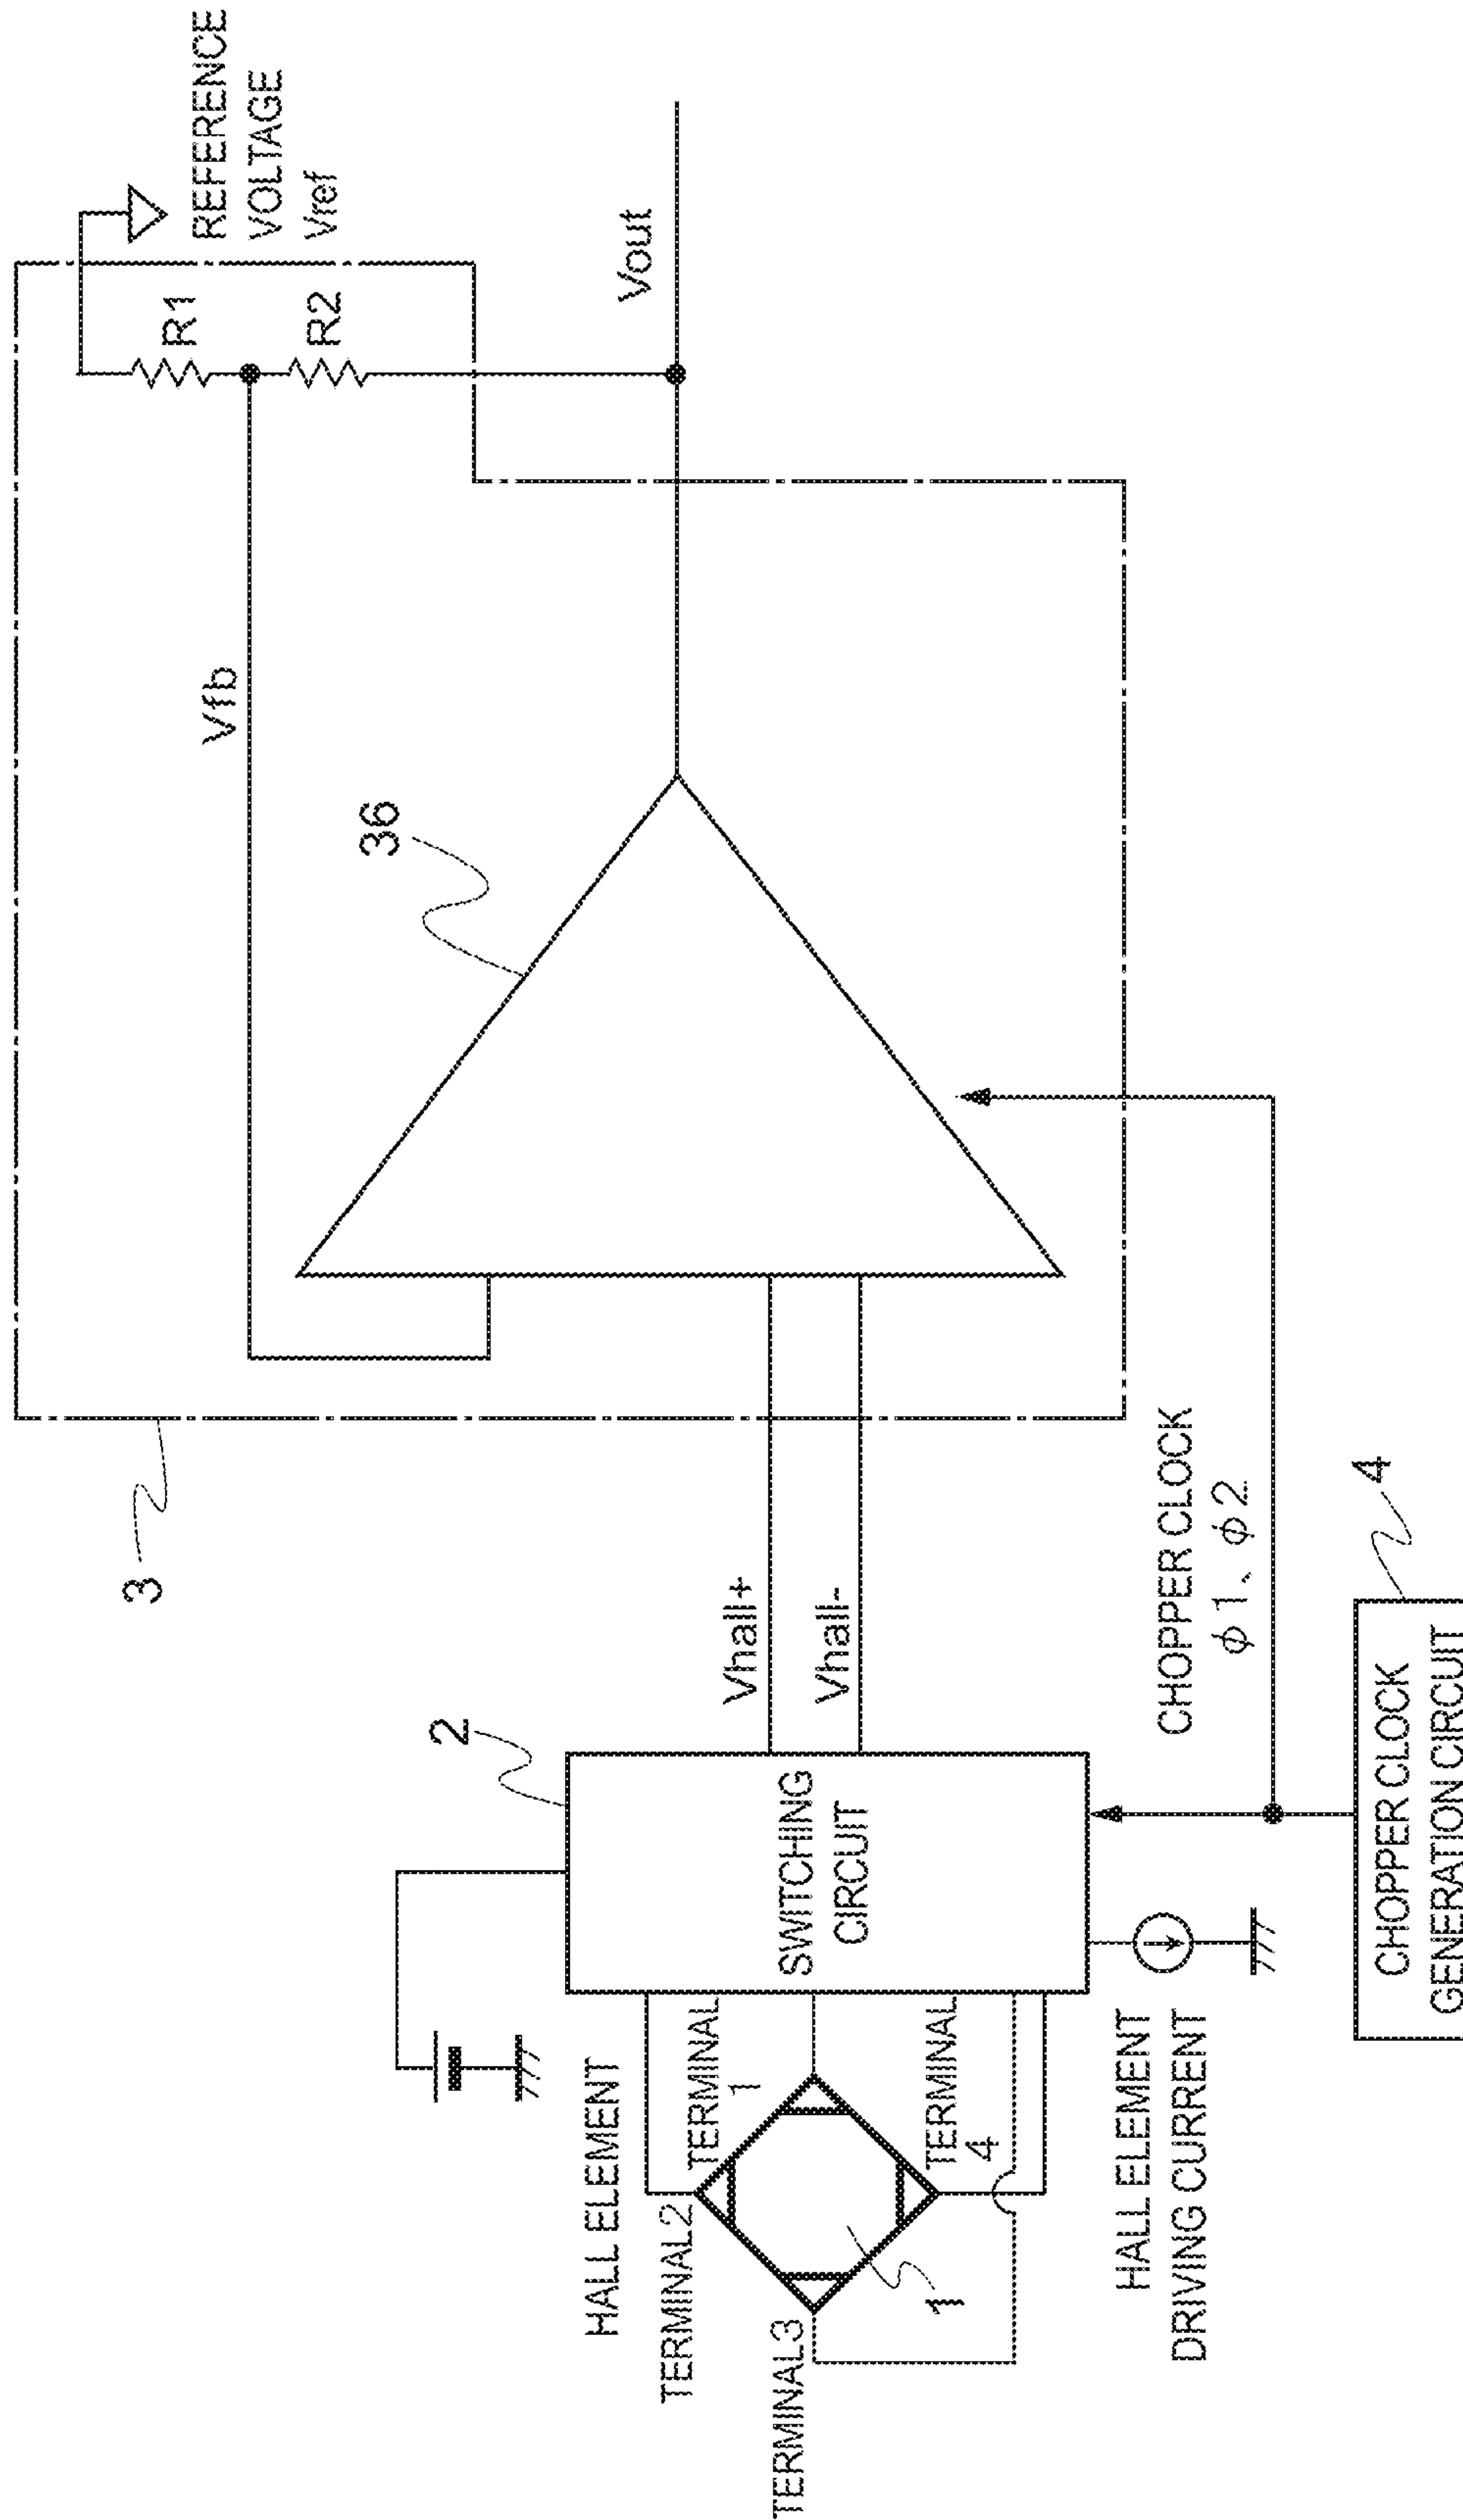 REFERENCE
VOLTAGE
Vref
R1
R2
Vout
Vfb
36
3
Vhall+
Vhall-
CHOPPER CLOCK
φ1、φ2
2
SWITCHING
CIRCUIT
4
CHOPPER CLOCK
GENERATION CIRCUIT
HALL ELEMENT
TERMINAL
1
TERMINAL2
TERMINAL3
TERMINAL
4
1
HALL ELEMENT
DRIVING CURRENT